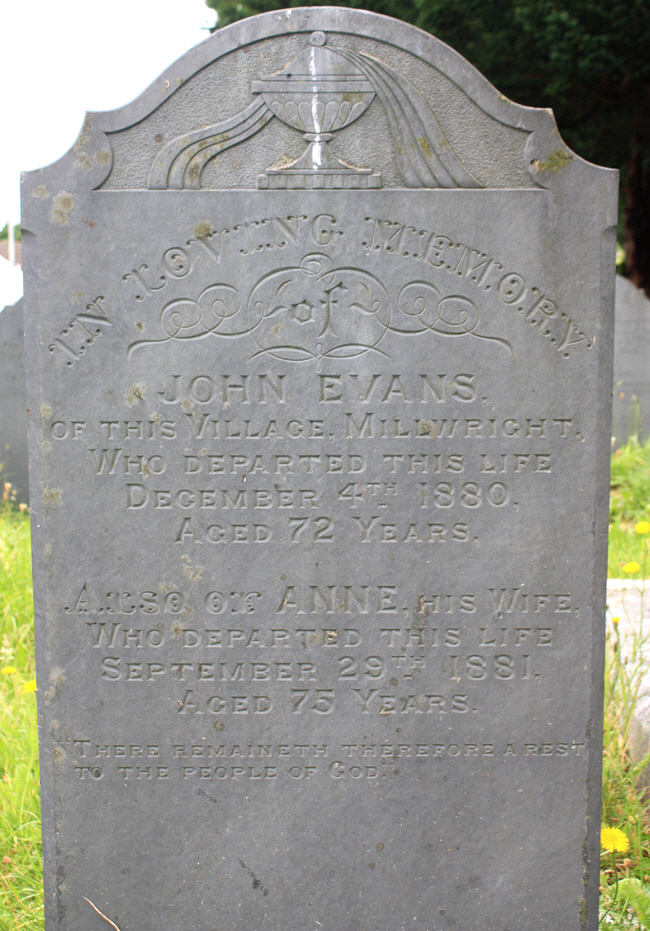 IN LOVING MEMORY
of
JOHN EVANS.
OF THIS VILLAGE, MILLWRIGHT,
WHO DEPARTED THIS LIFE
DECEMBER 4TH 1880,
AGED 72 YEARS.
ALSO OF ANNE, HIS WIFE,
WHO DEPARTED THIS LIFE
SEPTEMBER 29TH 1881,
AGED 75 YEARS.
"THERE REMAINETH THEREFORE A REST
TO THE PEOPLE OF GOD."